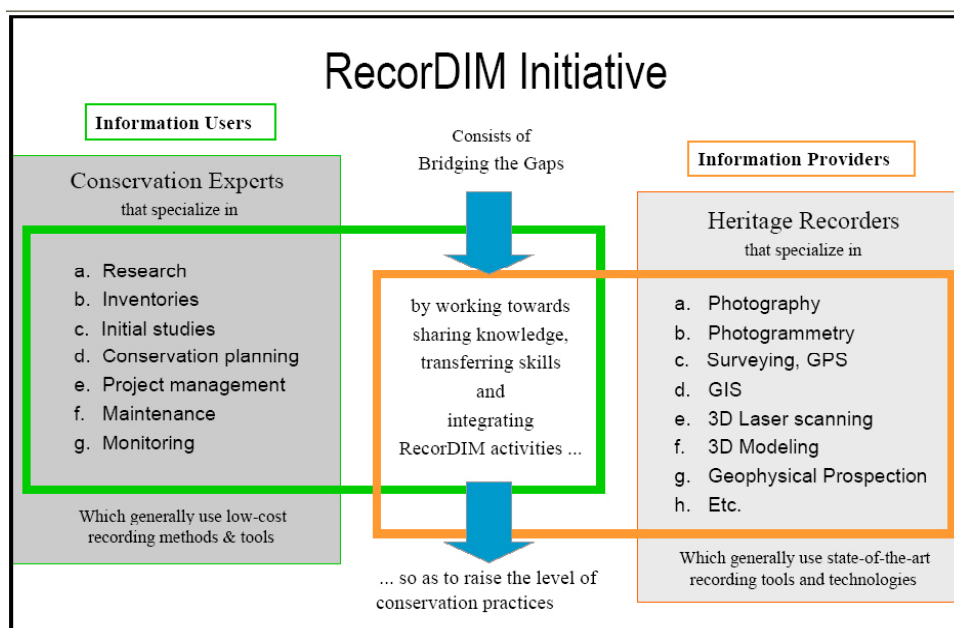 RecorDIM Initiative
Information Users
Conservation Experts
that specialize in
a. Research
b. Inventories
c. Initial studies
d. Conservation planning
e. Project management
f. Maintenance
g. Monitoring
Which generally use low-cost
recording methods & tools
Consists of
Bridging the Gaps
by working towards
sharing knowledge,
transferring skills
and
integrating
RecorDIM activities ...
... so as to raise the level of
conservation practices
Information Providers
Heritage Recorders
that specialize in
a. Photography
b. Photogrammetry
c. Surveying, GPS
d. GIS
e. 3D Laser scanning
f. 3D Modeling
g. Geophysical Prospection
h. Etc.
Which generally use state-of-the-art
recording tools and technologies